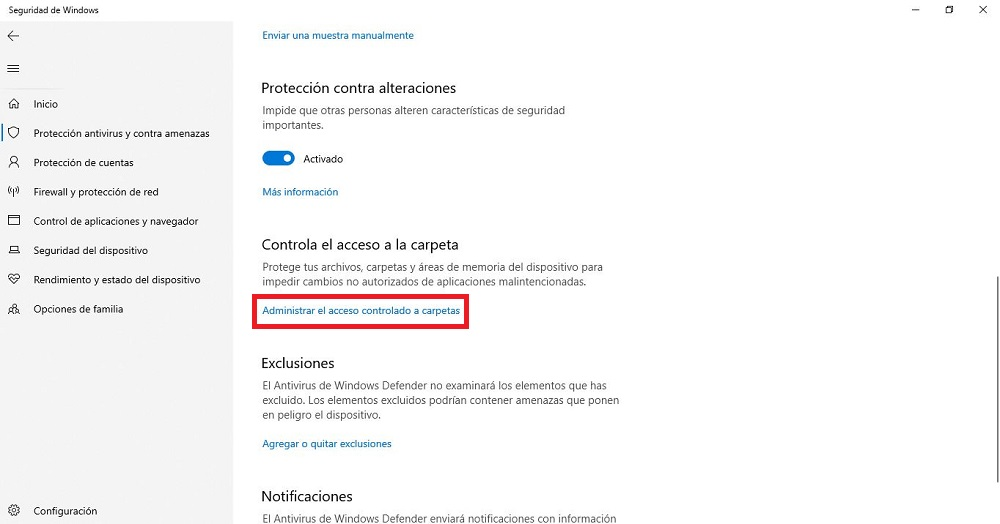 Seguridad de Windows
Inicio
Protección antivirus y contra amenazas
Protección de cuentas
Firewall y protección de red
Control de aplicaciones y navegador
Seguridad del dispositivo
Rendimiento y estado del dispositivo
Opciones de familia
Configuración
Enviar una muestra manualmente
Protección contra alteraciones
Impide que otras personas alteren características de seguridad
importantes.
Activado
Más información
Controla el acceso a la carpeta
Protege tus archivos, carpetas y áreas de memoria del dispositivo para
impedir cambios no autorizados de aplicaciones malintencionadas.
Administrar el acceso controlado a carpetas
Exclusiones
El Antivirus de Windows Defender no examinará los elementos que has
excluido. Los elementos excluidos podrían contener amenazas que ponen
en peligro el dispositivo.
Agregar o quitar exclusiones
Notificaciones
El Antivirus de Windows Defender enviará notificaciones con información